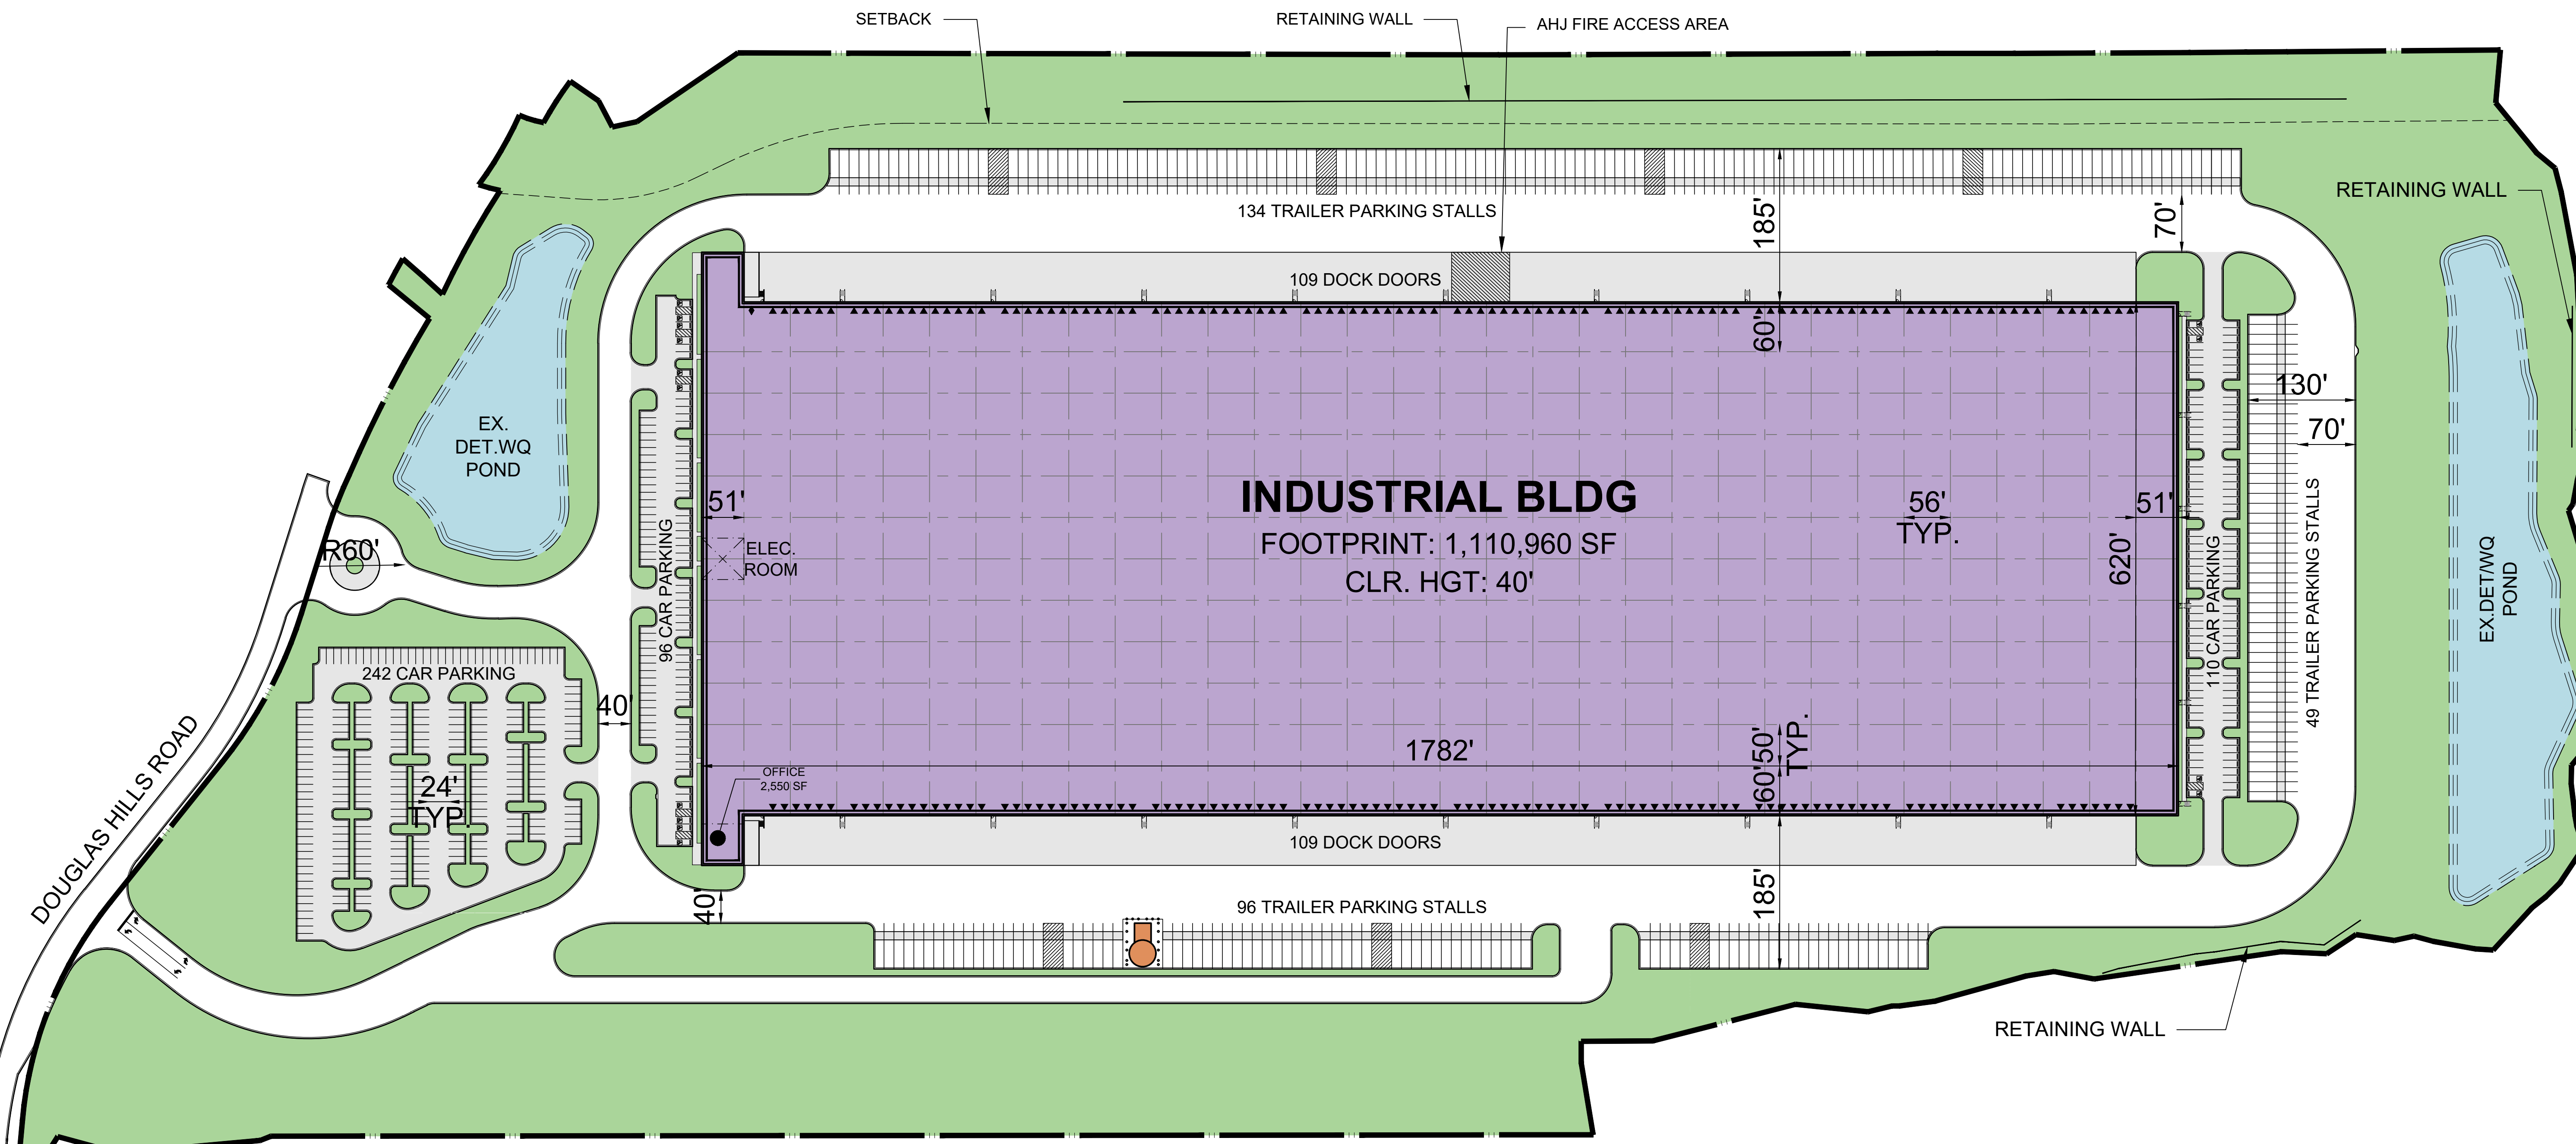 SETBACK
RETAINING WALL
AHJ FIRE ACCESS AREA
RETAINING WALL
134 TRAILER PARKING STALLS
185'
70'
109 DOCK DOORS
60'
130'
70'
EX.
DET.WQ
POND
51'
INDUSTRIAL BLDG
FOOTPRINT: 1,110,960 SF
CLR. HGT: 40'
56'
TYP.
51'
620'
R60'
ELEC.
ROOM
96 CAR PARKING
110 CAR PARKING
49 TRAILER PARKING STALLS
EX.DET/WQ
POND
242 CAR PARKING
40'
24'
TYP.
DOUGLAS HILLS ROAD
1782'
50'
TYP.
60'
OFFICE
2,550 SF
109 DOCK DOORS
40'
185'
96 TRAILER PARKING STALLS
RETAINING WALL